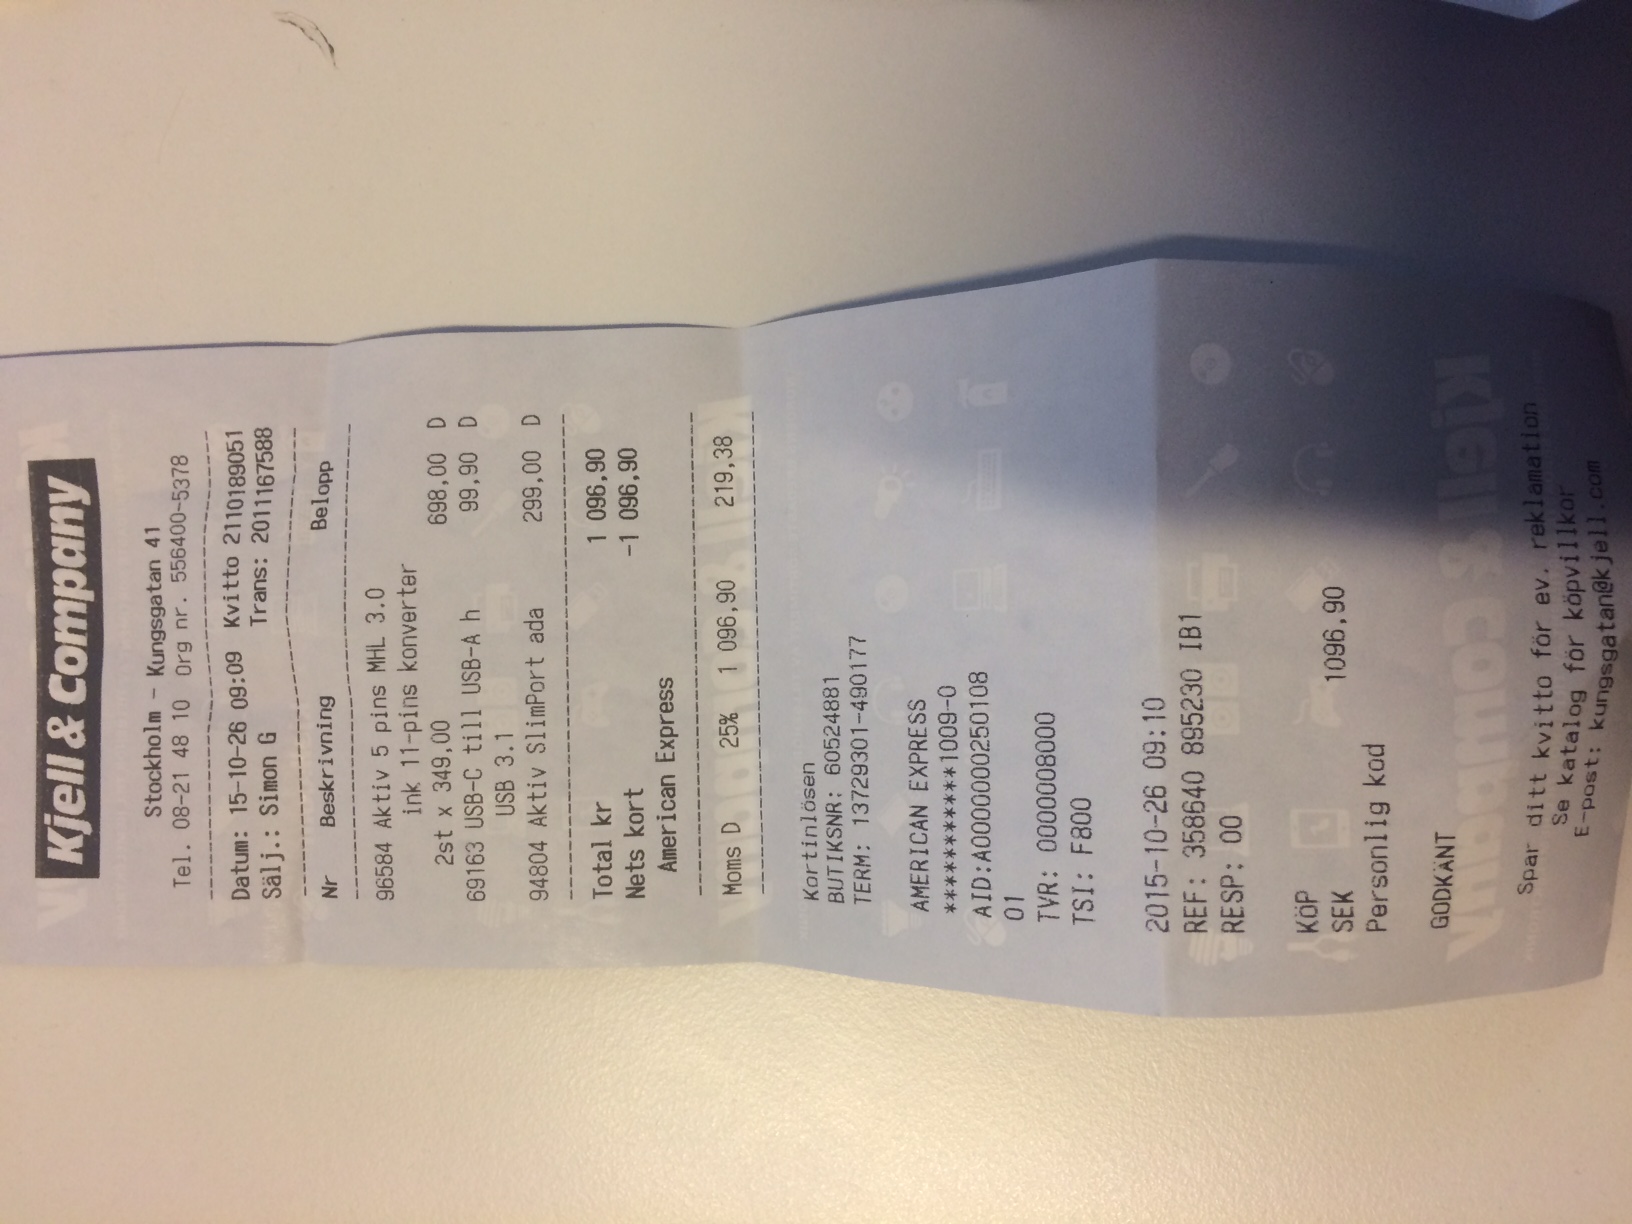 Kjell & Company
Stockholm - Kungsgatan 41
Tel. 08-21 48 10 Org nr. 556400-5378
Datum: 15-10-26 09:09 Kvitto 2110189051
Sälj.: Simon G Trans: 2011167588
Nr Beskrivning Belopp
96584 Aktiv 5 pins MHL 3.0
ink 11-pins konverter
2st x 349,00 698,00 D
69163 USB-C till USB-A h 99,90 D
USB 3.1
94804 Aktiv SlimPort ada 299,00 D
Total kr 1 096,90
Nets kort -1 096,90
American Express
Moms D 25% 1 096,90 219,38
Kortinlösen
BUTIKSNR: 60524881
TERM: 13729301-490177
AMERICAN EXPRESS
***********1009-0
AID:A0000000250108
01
TVR: 0000008000
TSI: F800
2015-10-26 09:10
REF: 358640 895230 IB1
RESP: 00
KÖP
SEK 1096,90
Personlig kod
GODKÄNT
Spar ditt kvitto för ev. reklamation
Se katalog för köpvillkor
E-post: kungsgatan@kjell.com